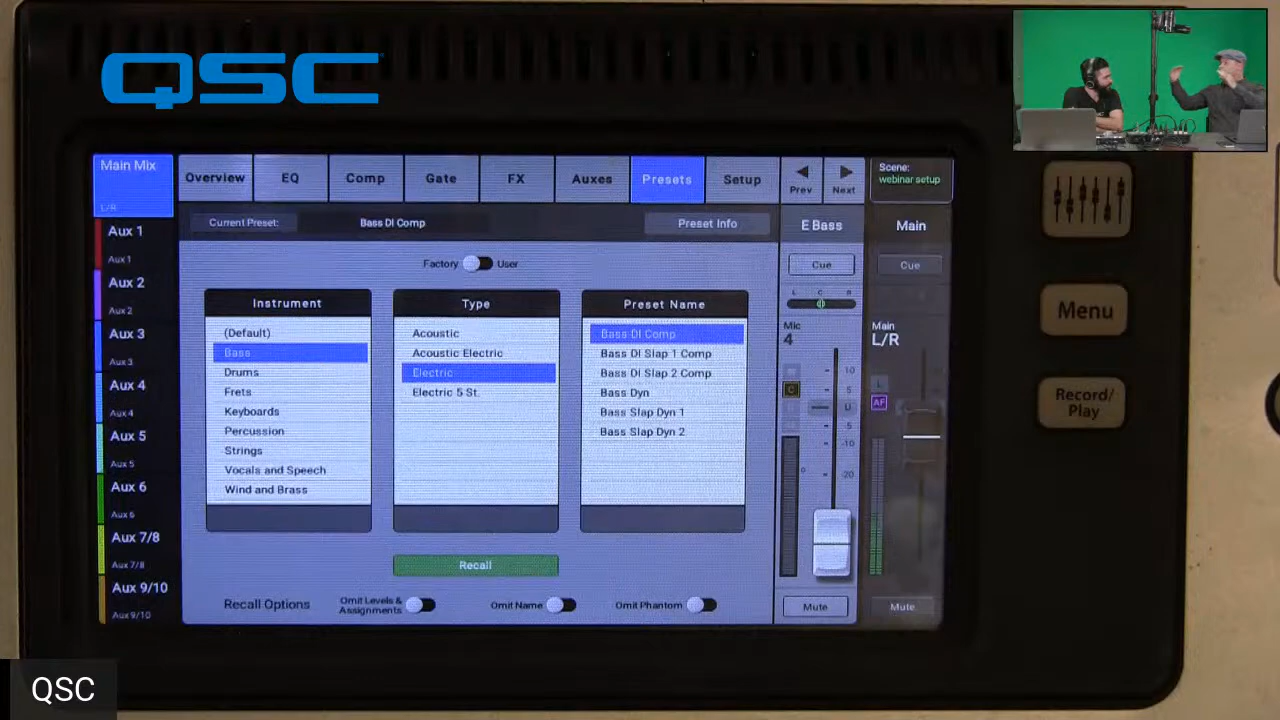 QSC
Main Mix
L/R
Overview
EQ
Comp
Gate
FX
Auxes
Presets
Setup
Prev
Next
Scene:
webinar setup
Aux 1
Aux 1
Aux 2
Aux 2
Aux 3
Aux 3
Aux 4
Aux 4
Aux 5
Aux 5
Aux 6
Aux 6
Aux 7/8
Aux 7/8
Aux 9/10
Aux 9/10
Current Preset:
Bass DI Comp
Preset Info
Factory
User
Instrument
(Default)
Bass
Drums
Frets
Keyboards
Percussion
Strings
Vocals and Speech
Wind and Brass
Type
Acoustic
Acoustic Electric
Electric
Electric 5 St.
Preset Name
Bass DI Comp
Bass DI Slap 1 Comp
Bass DI Slap 2 Comp
Bass Dyn
Bass Slap Dyn 1
Bass Slap Dyn 2
Recall
Recall Options
Omit Levels &
Assignments
Omit Name
Omit Phantom
E Bass
Cue
L C R
Mic
4
C
10
5
U
-5
-10
-20
Mute
Main
Cue
Main
L/R
L
AF
Mute
Menu
Record/
Play
QSC